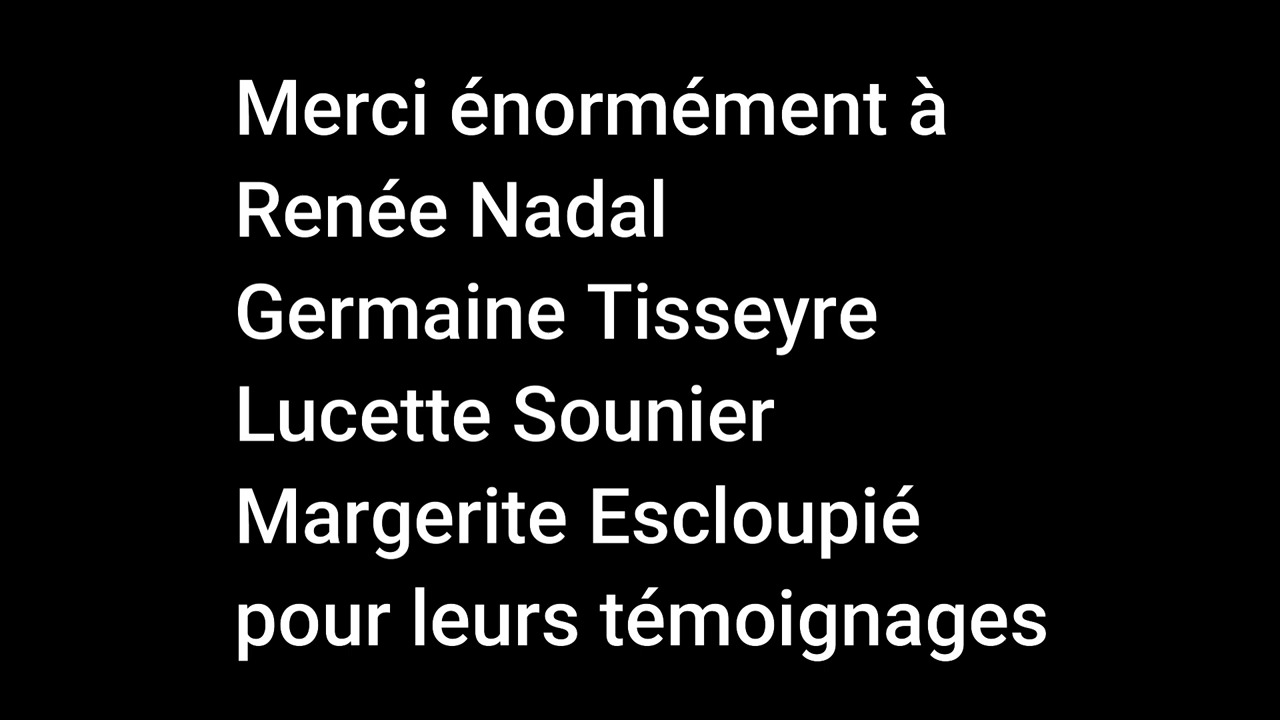 Merci énormément à
Renée Nadal
Germaine Tisseyre
Lucette Sounier
Margerite Escloupié
pour leurs témoignages